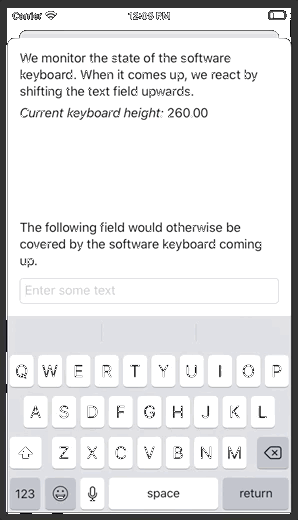 Carrier 12:05 PM
We monitor the state of the software
keyboard. When it comes up, we react by
shifting the text field upwards.
Current keyboard height: 260.00
The following field would otherwise be
covered by the software keyboard coming
up.
Enter some text
Q W E R T Y U I O P
A S D F G H J K L
Z X C V B N M
123 space return